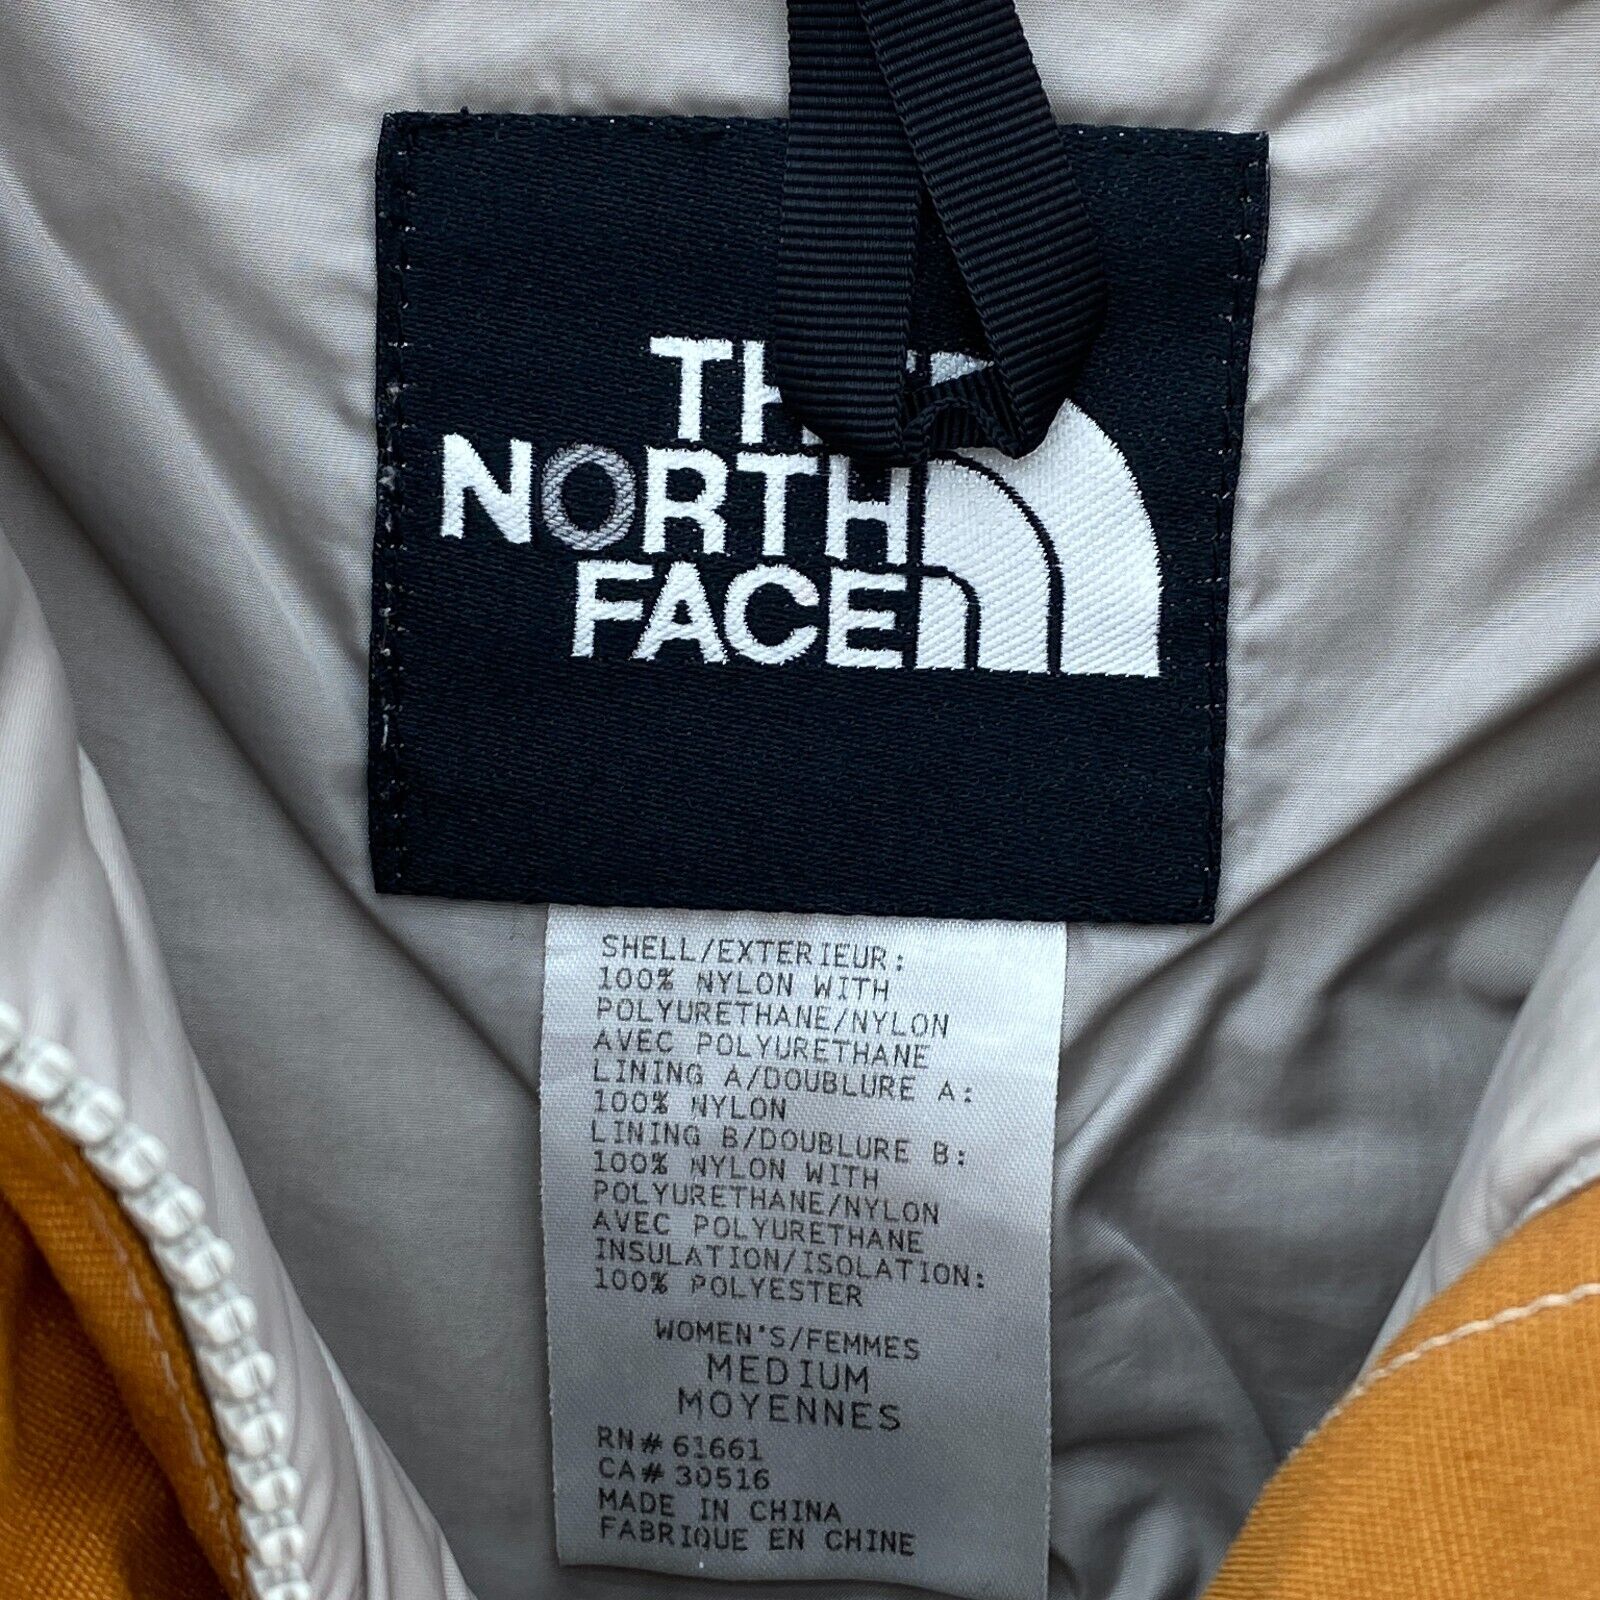 THE
NORTH
FACE
SHELL/EXTERIEUR:
100% NYLON WITH
POLYURETHANE/NYLON
AVEC POLYURETHANE
LINING A/DOUBLURE A:
100% NYLON
LINING B/DOUBLURE B:
100% NYLON WITH
POLYURETHANE/NYLON
AVEC POLYURETHANE
INSULATION/ISOLATION:
100% POLYESTER
WOMEN'S/FEMMES
MEDIUM
MOYENNES
RN# 61661
CA# 30516
MADE IN CHINA
FABRIQUE EN CHINE